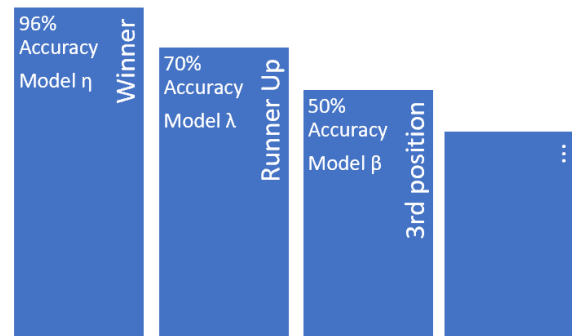 96%
Accuracy
Model η
Winner
70%
Accuracy
Model λ
Runner Up
50%
Accuracy
Model β
3rd position
...